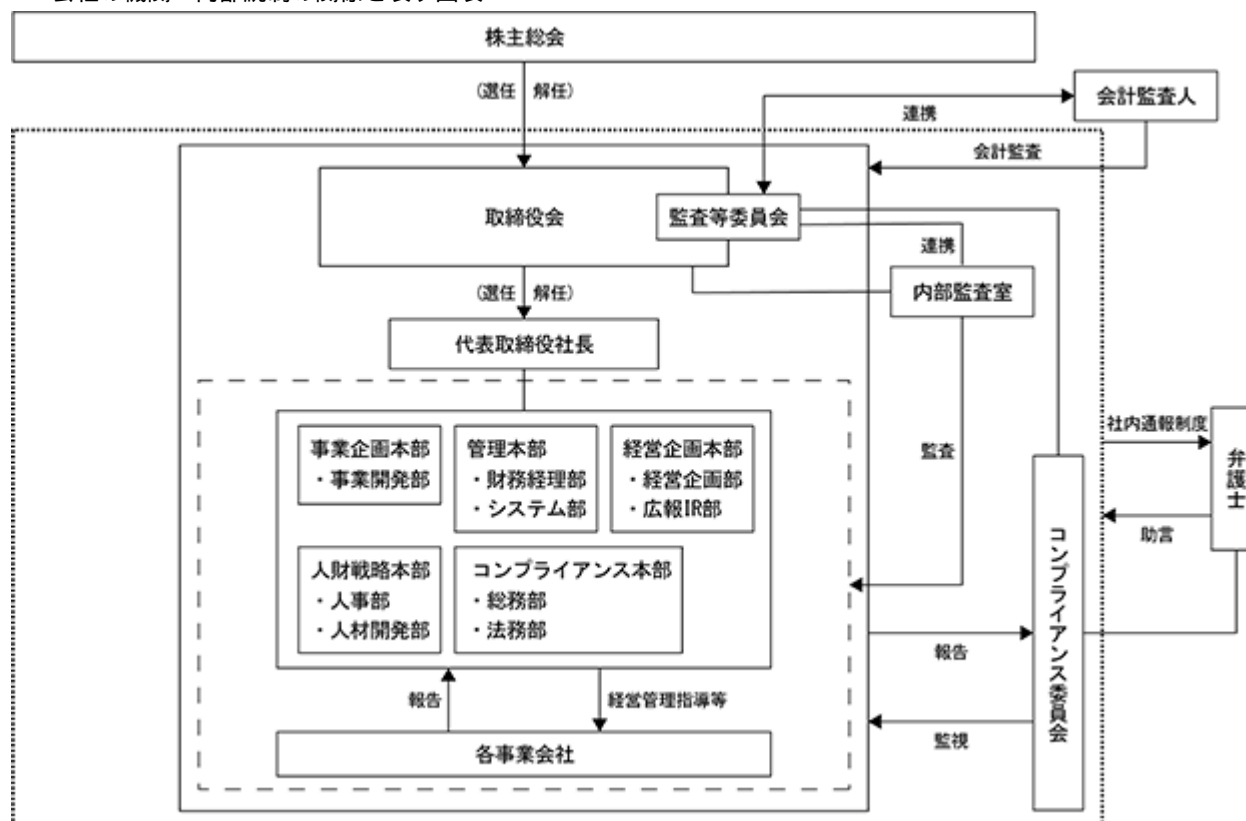 株主総会
(選任 解任)
会計監査人
連携
会計監査
取締役会
監査等委員会
連携
内部監査室
(選任 解任)
代表取締役社長
事業企画本部
・事業開発部
管理本部
・財務経理部
・システム部
経営企画本部
・経営企画部
・広報IR部
監査
社内通報制度
弁護士
助言
人財戦略本部
・人事部
・人材開発部
コンプライアンス本部
・総務部
・法務部
コンプライアンス委員会
報告
監視
報告
経営管理指導等
各事業会社